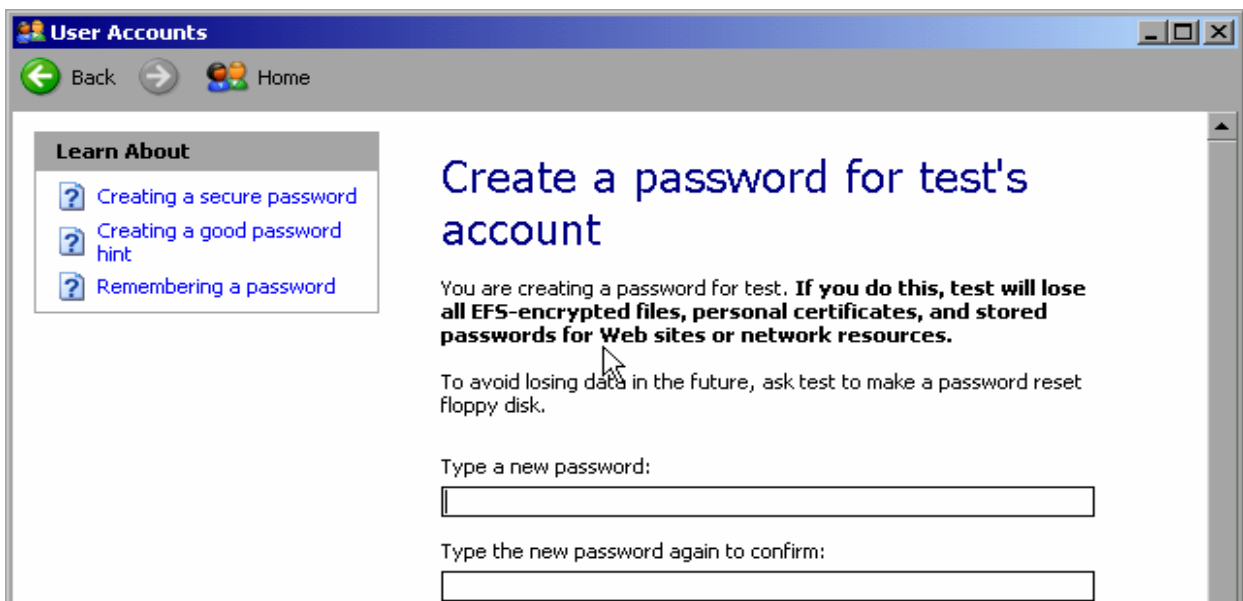 User Accounts
Back
Home
Learn About
Creating a secure password
Creating a good password
hint
Remembering a password
Create a password for test's
account
You are creating a password for test. If you do this, test will lose
all EFS-encrypted files, personal certificates, and stored
passwords for Web sites or network resources.
To avoid losing data in the future, ask test to make a password reset
floppy disk.
Type a new password:
Type the new password again to confirm: